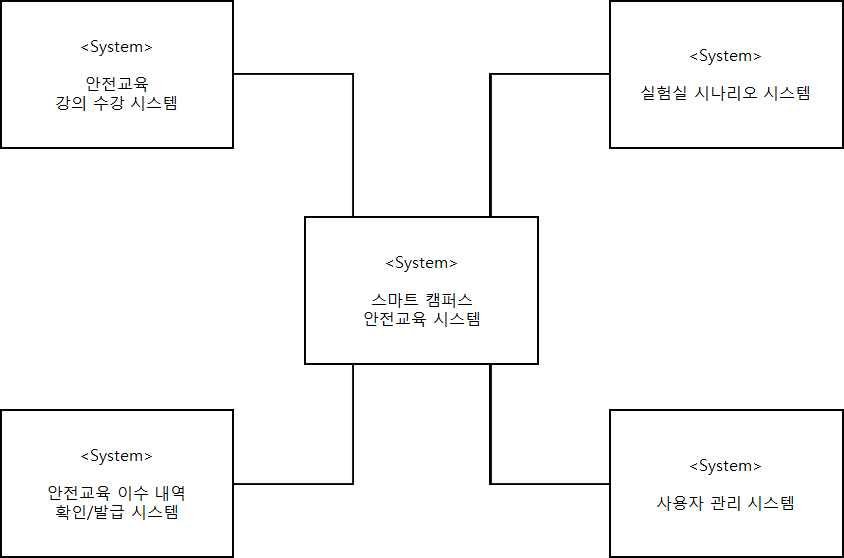 <System>
안전교육
강의 수강 시스템
<System>
실험실 시나리오 시스템
<System>
스마트 캠퍼스
안전교육 시스템
<System>
안전교육 이수 내역
확인/발급 시스템
<System>
사용자 관리 시스템